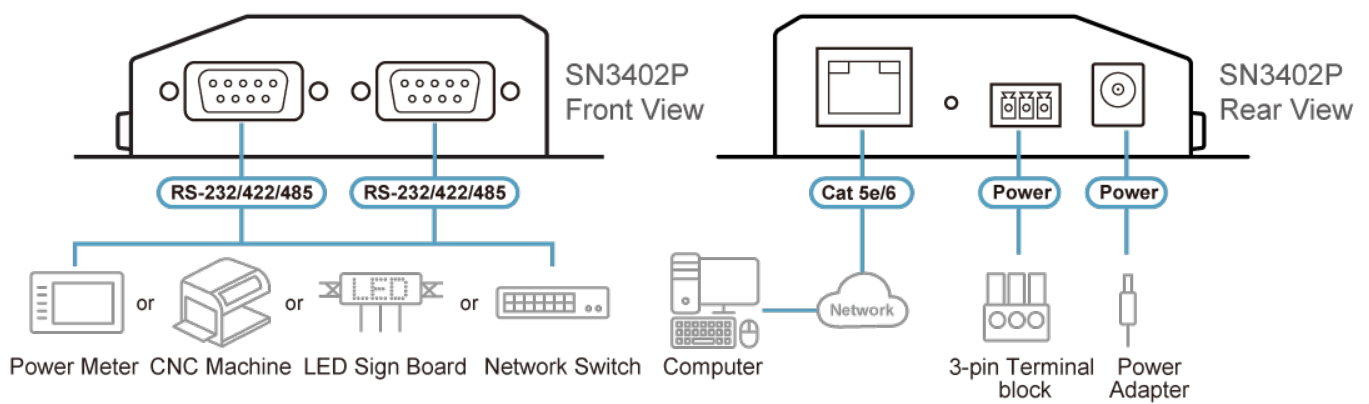 SN3402P
Front View
SN3402P
Rear View
RS-232/422/485
RS-232/422/485
Cat 5e/6
Power
Power
LED
or
or
or
Network
Power Meter
CNC Machine
LED Sign Board
Network Switch
Computer
3-pin Terminal
block
Power
Adapter